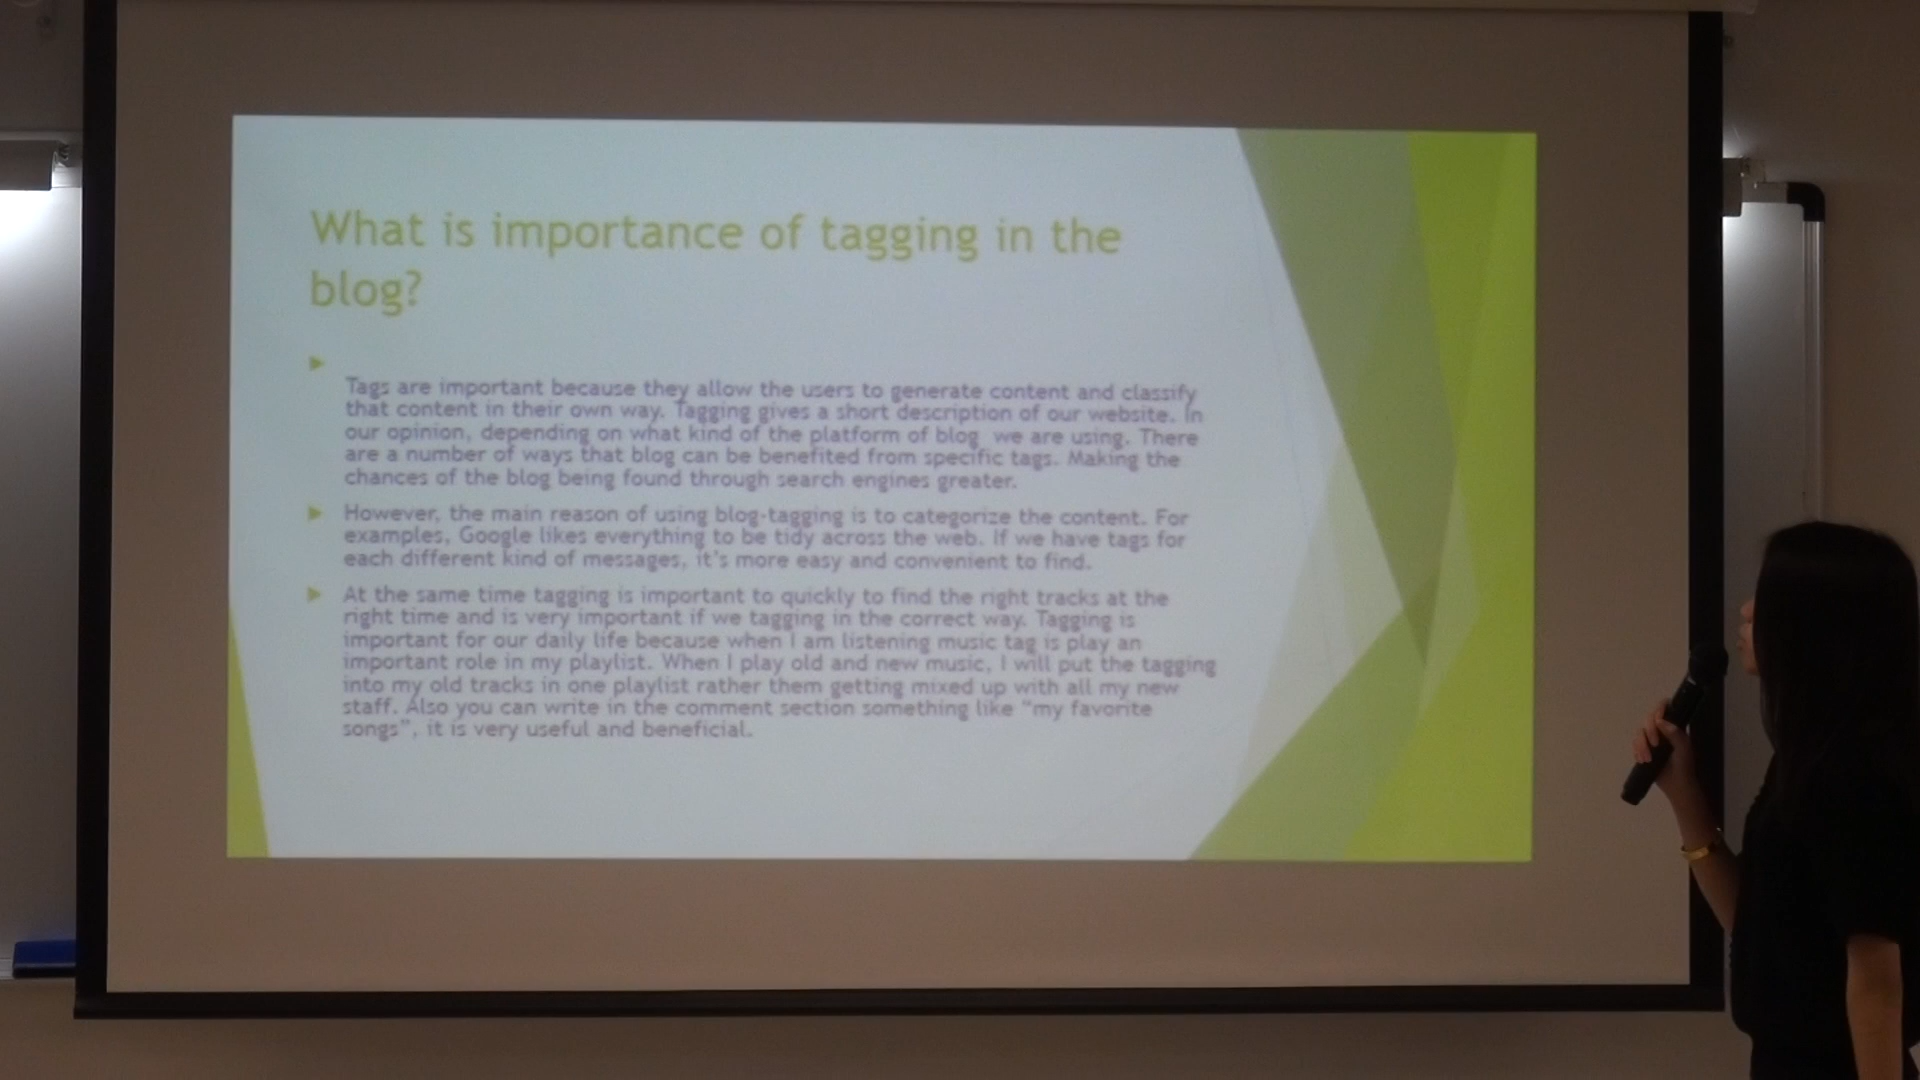 What is importance of tagging in the
blog?
Tags are important because they allow the users to generate content and classify
that content in their own way. Tagging gives a short description of our website. In
our opinion, depending on what kind of the platform of blog we are using. There
are a number of ways that blog can be benefited from specific tags. Making the
chances of the blog being found through search engines greater.
However, the main reason of using blog-tagging is to categorize the content. For
examples, Google likes everything to be tidy across the web. If we have tags for
each different kind of messages, it's more easy and convenient to find.
At the same time tagging is important to quickly to find the right tracks at the
right time and is very important if we tagging in the correct way. Tagging is
important for our daily life because when I am listening music tag is play an
important role in my playlist. When I play old and new music, I will put the tagging
into my old tracks in one playlist rather them getting mixed up with all my new
staff. Also you can write in the comment section something like "my favorite
songs", it is very useful and beneficial.